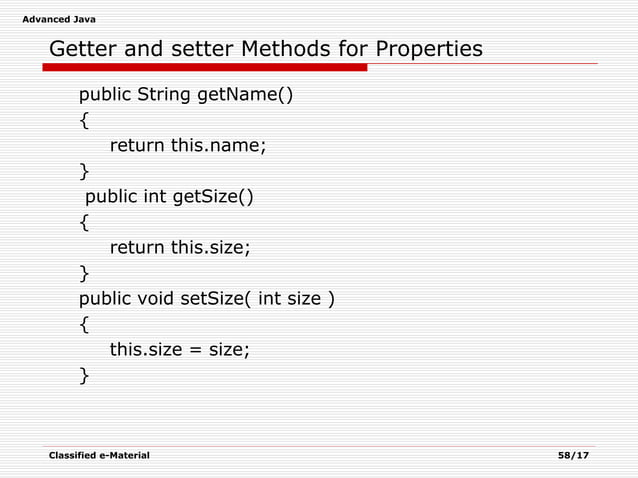 Advanced Java
Getter and setter Methods for Properties
public String getName()
{
return this.name;
}
public int getSize()
{
return this.size;
}
public void setSize( int size )
{
this.size = size;
}
Classified e-Material
58/17